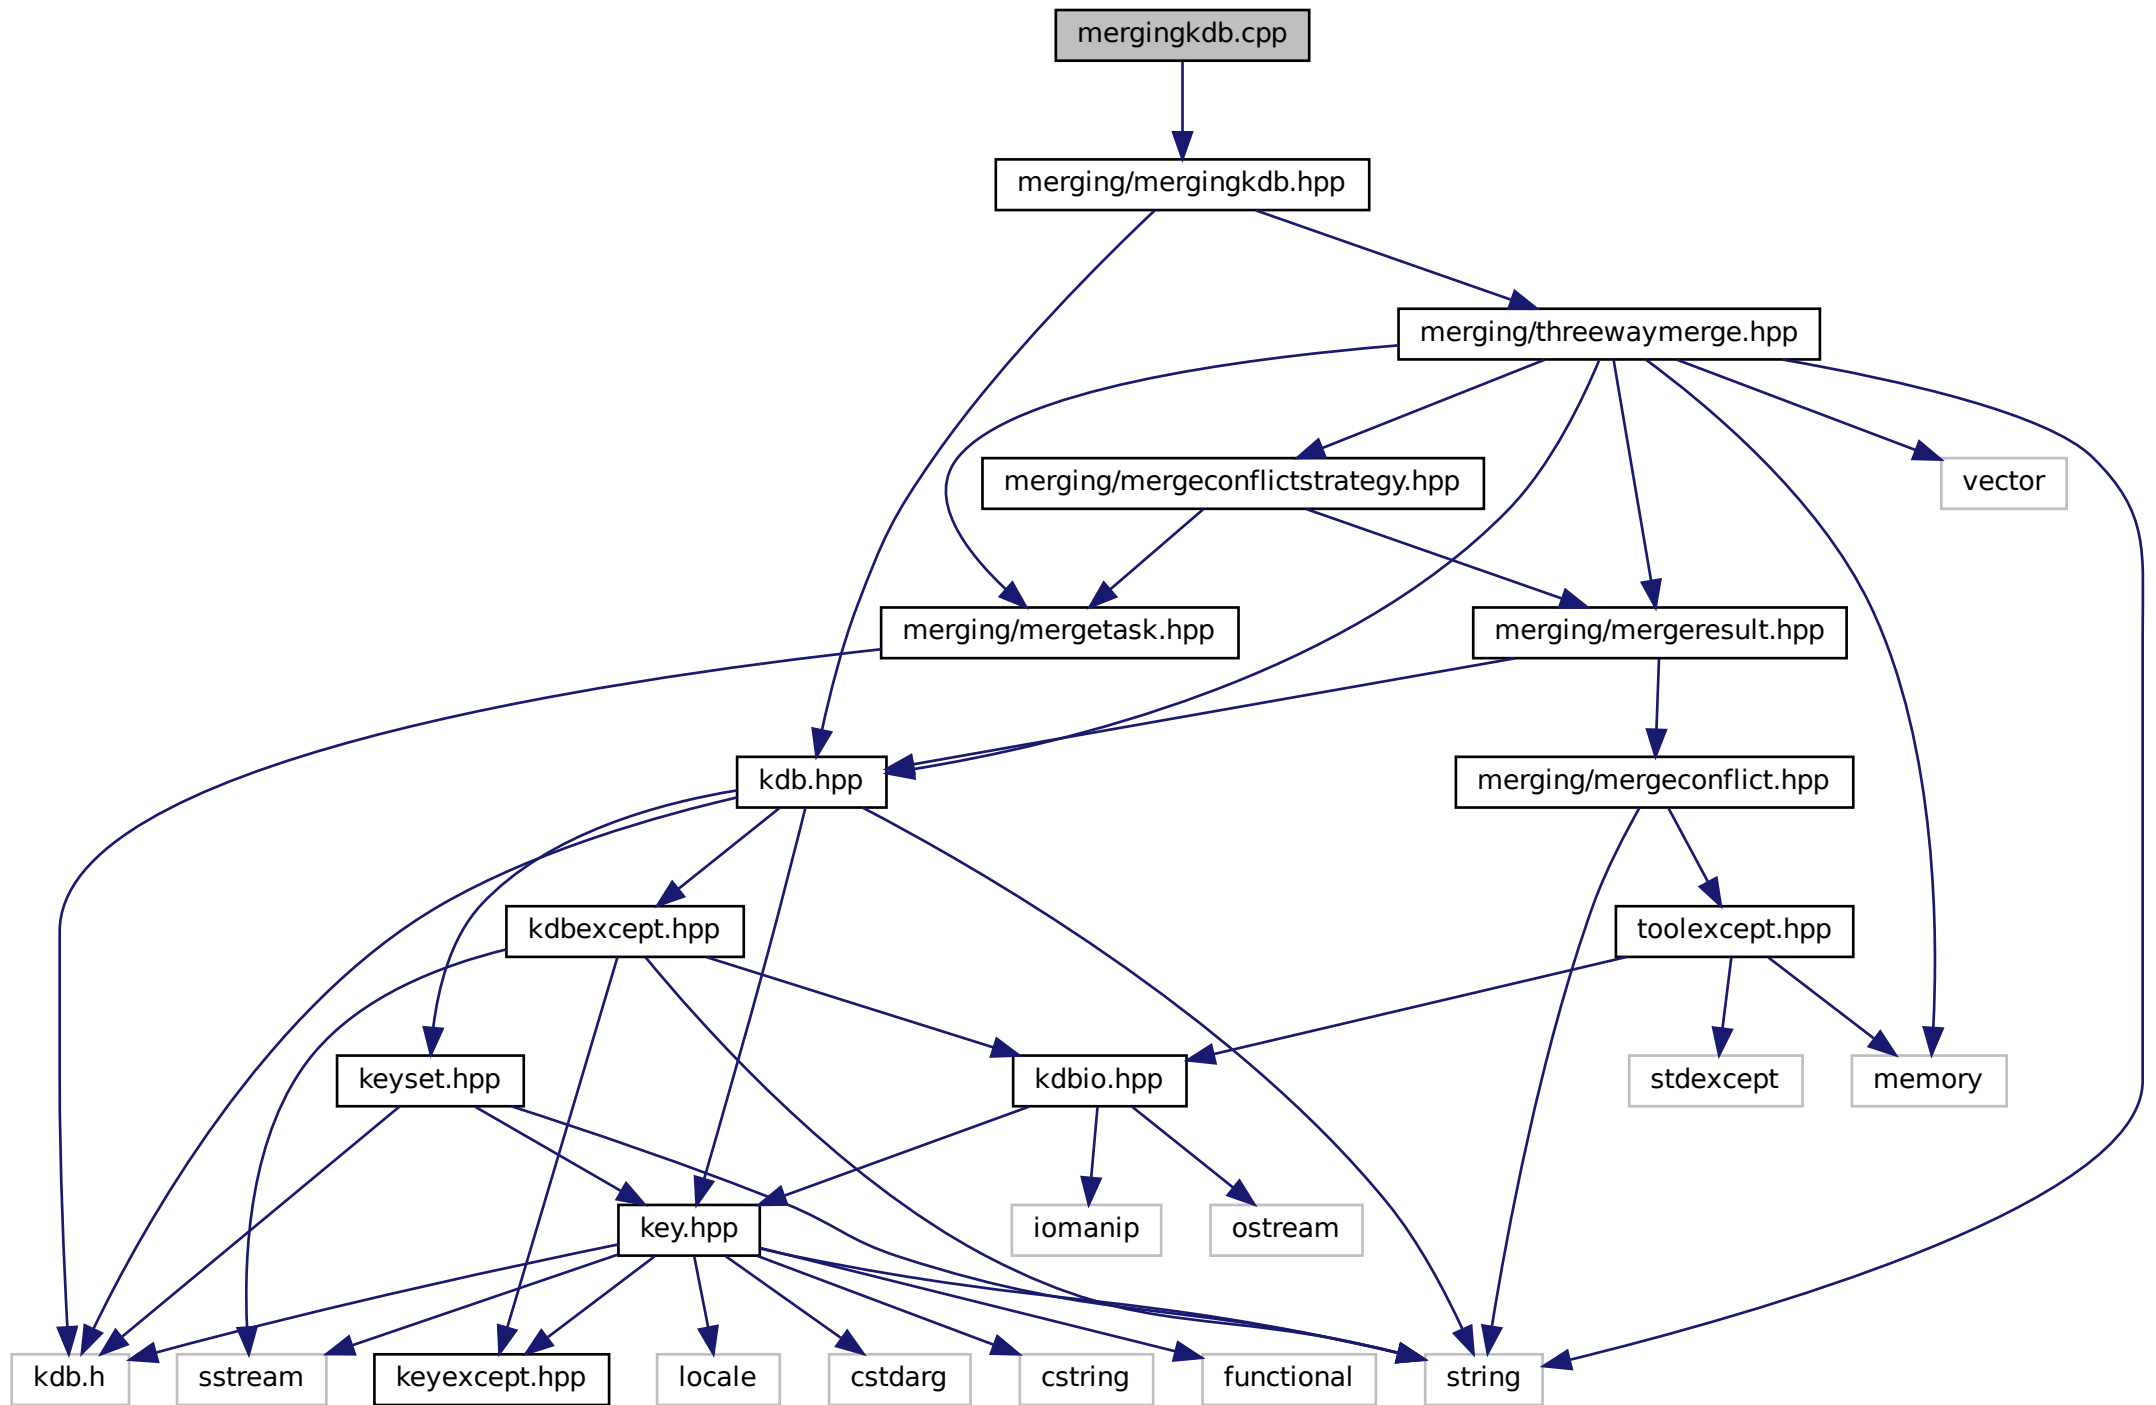 mergingkdb.cpp
merging/mergingkdb.hpp
merging/threewaymerge.hpp
merging/mergeconflictstrategy.hpp
vector
merging/mergetask.hpp
merging/mergeresult.hpp
kdb.hpp
merging/mergeconflict.hpp
kdbexcept.hpp
toolexcept.hpp
keyset.hpp
kdbio.hpp
stdexcept
memory
key.hpp
iomanip
ostream
kdb.h
sstream
keyexcept.hpp
locale
cstdarg
cstring
functional
string